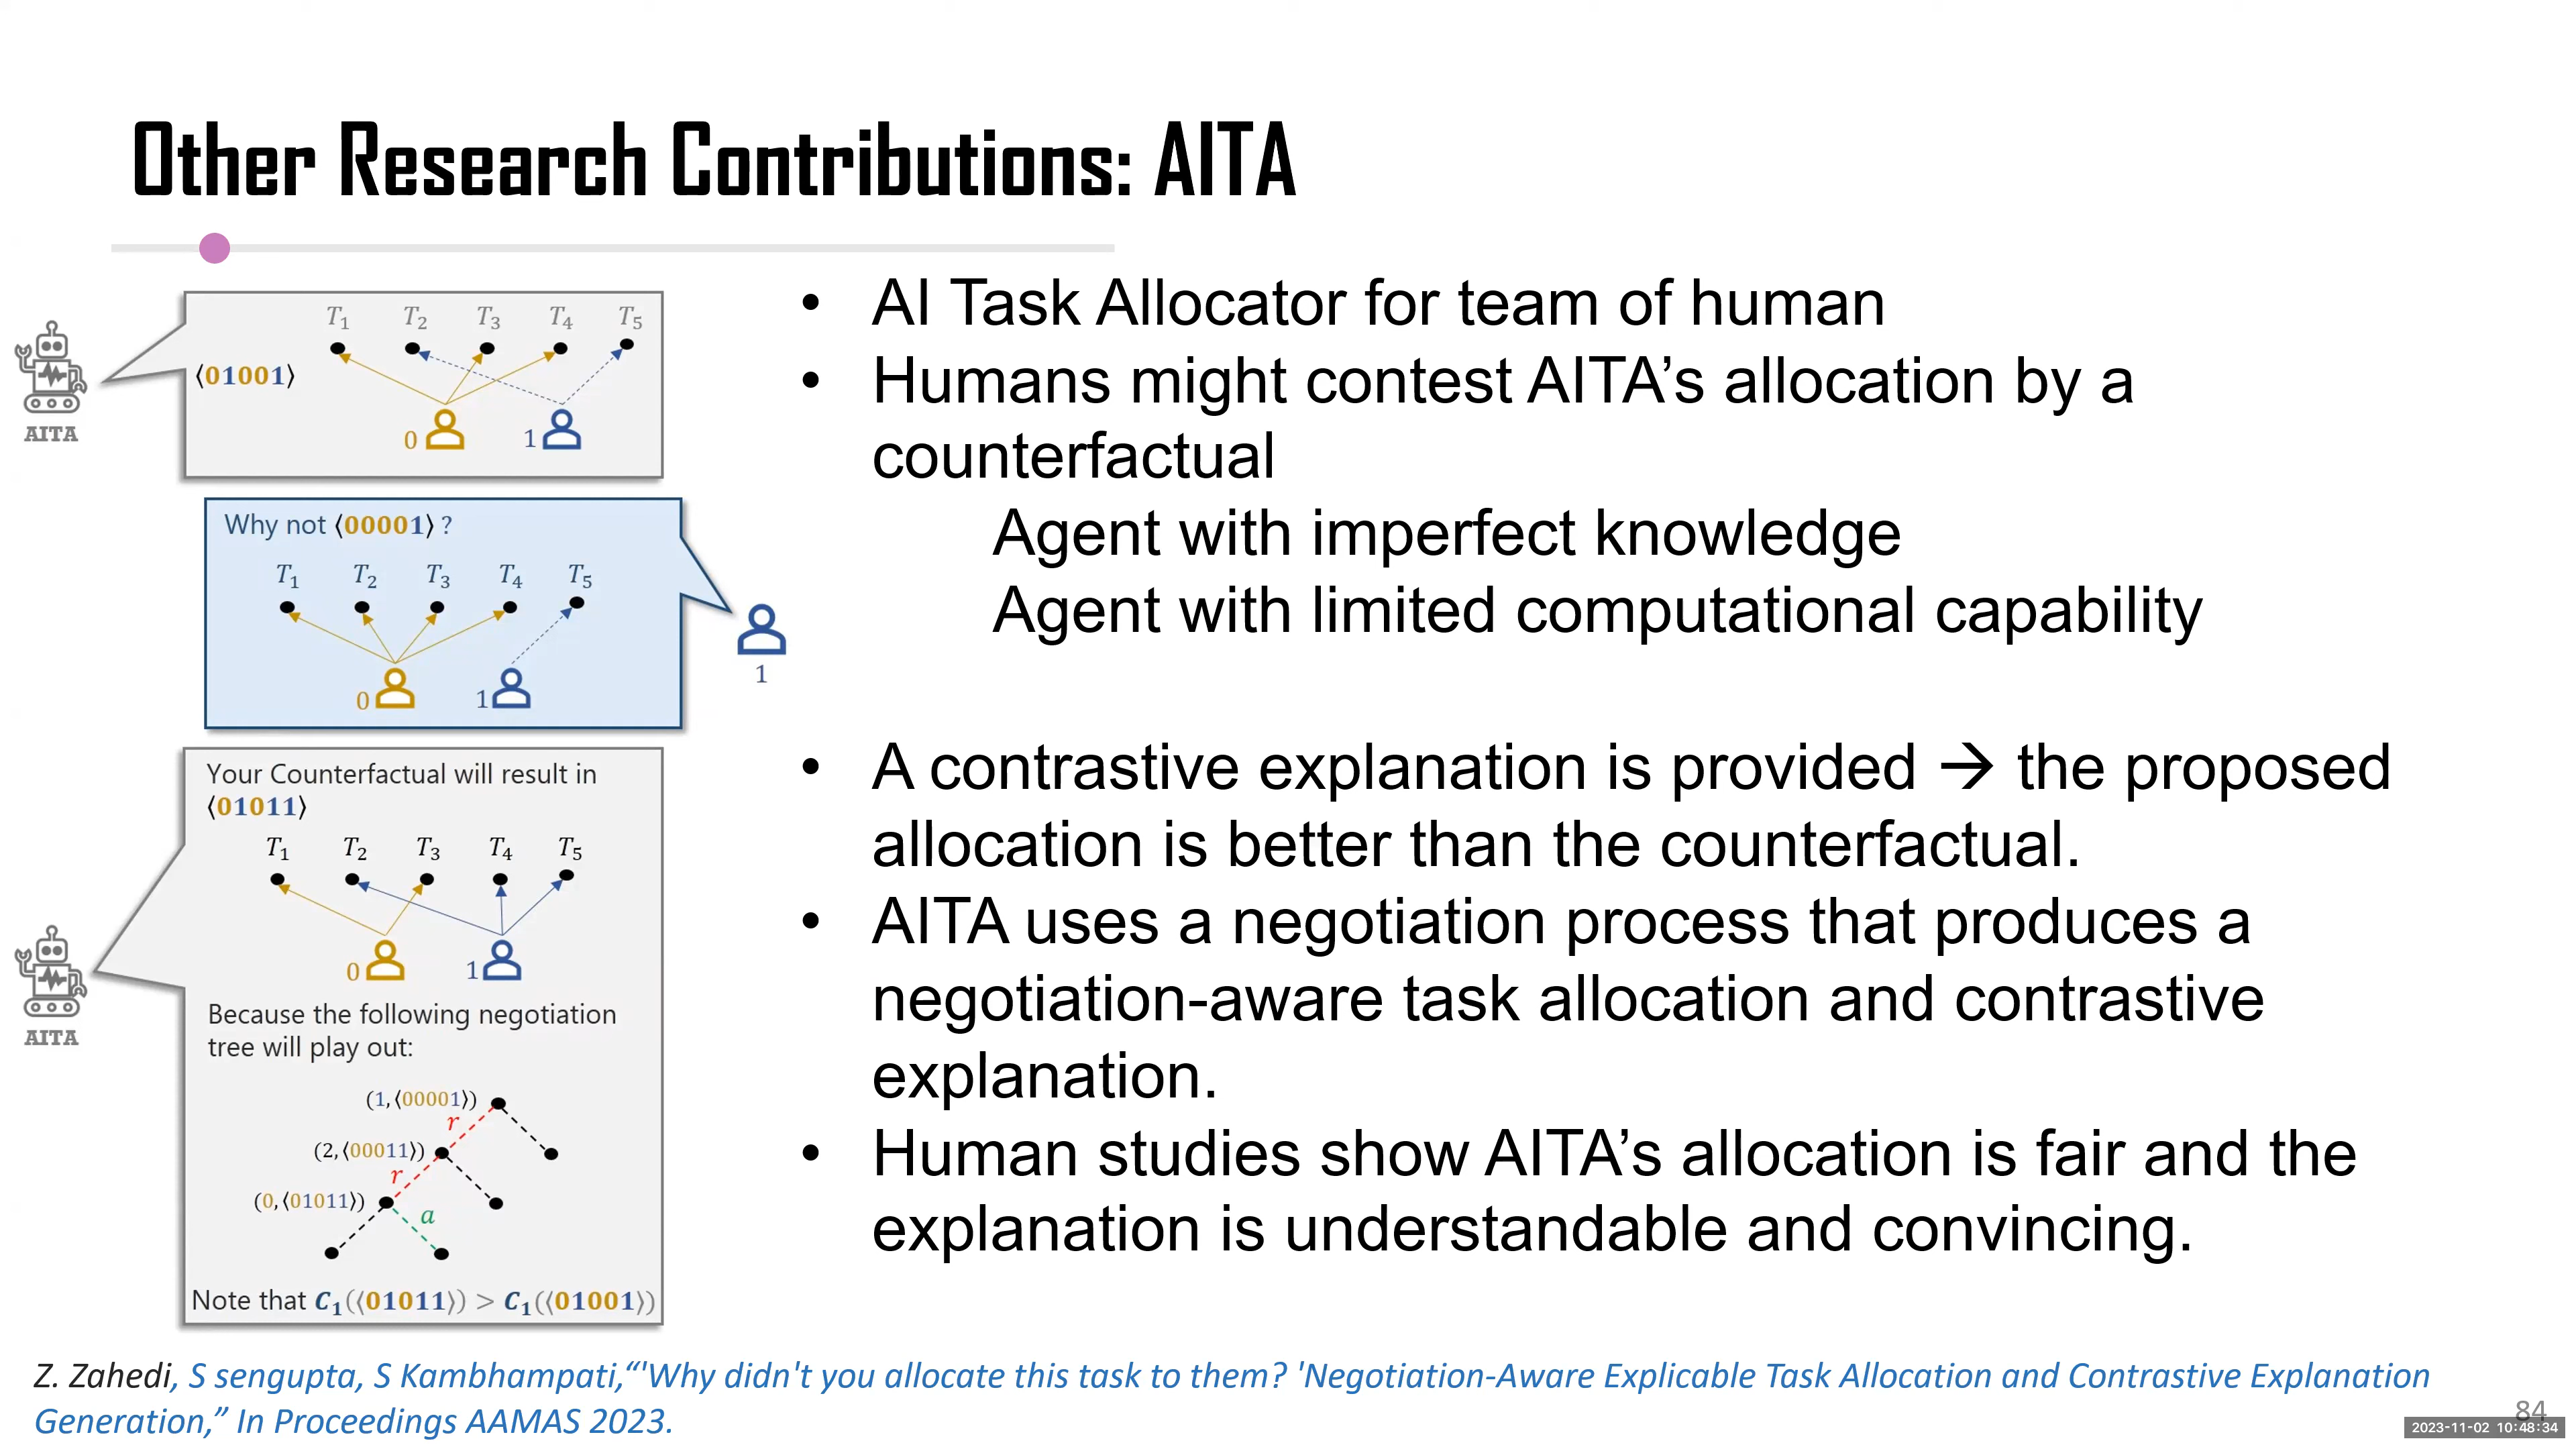 Other Research Contributions: AITA
T1 T2 T3 T4 T5
⟨01001⟩
0 1
AITA
Why not ⟨00001⟩ ?
T1 T2 T3 T4 T5
0 1
1
Your Counterfactual will result in
⟨01011⟩
T1 T2 T3 T4 T5
0 1
AITA
Because the following negotiation
tree will play out:
(1,⟨00001⟩)
r
(2,⟨00011⟩)
r
(0,⟨01011⟩)
a
Note that C1(⟨01011⟩) > C1(⟨01001⟩)
• AI Task Allocator for team of human
• Humans might contest AITA’s allocation by a
counterfactual
Agent with imperfect knowledge
Agent with limited computational capability
• A contrastive explanation is provided → the proposed
allocation is better than the counterfactual.
• AITA uses a negotiation process that produces a
negotiation-aware task allocation and contrastive
explanation.
• Human studies show AITA’s allocation is fair and the
explanation is understandable and convincing.
Z. Zahedi, S sengupta, S Kambhampati,“'Why didn't you allocate this task to them? 'Negotiation-Aware Explicable Task Allocation and Contrastive Explanation
Generation,” In Proceedings AAMAS 2023.
84
2023-11-02 10:48:34